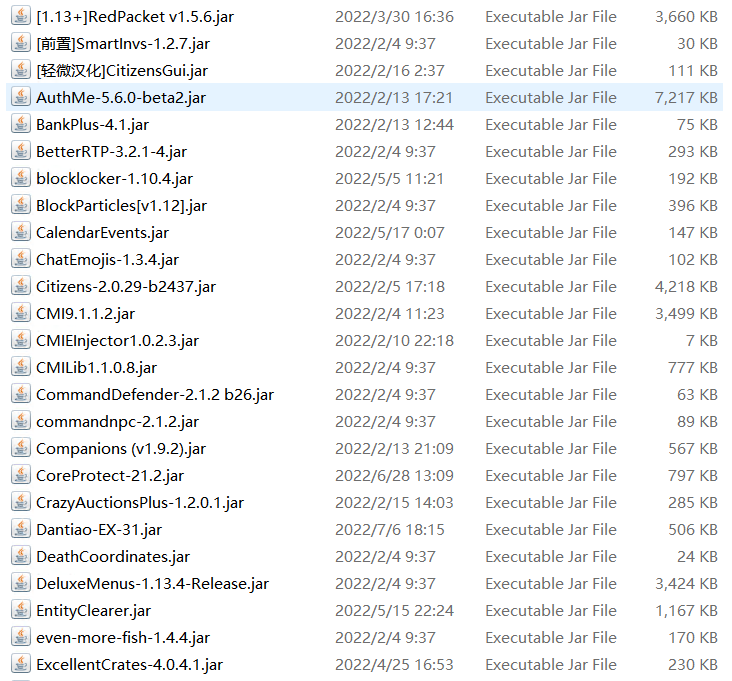 [1.13+]RedPacket v1.5.6.jar 2022/3/30 16:36 Executable Jar File 3,660 KB
[前置]SmartInvs-1.2.7.jar 2022/2/4 9:37 Executable Jar File 30 KB
[轻微汉化]CitizensGui.jar 2022/2/16 2:37 Executable Jar File 111 KB
AuthMe-5.6.0-beta2.jar 2022/2/13 17:21 Executable Jar File 7,217 KB
BankPlus-4.1.jar 2022/2/13 12:44 Executable Jar File 75 KB
BetterRTP-3.2.1-4.jar 2022/2/4 9:37 Executable Jar File 293 KB
blocklocker-1.10.4.jar 2022/5/5 11:21 Executable Jar File 192 KB
BlockParticles[v1.12].jar 2022/2/4 9:37 Executable Jar File 396 KB
CalendarEvents.jar 2022/5/17 0:07 Executable Jar File 147 KB
ChatEmojis-1.3.4.jar 2022/2/4 9:37 Executable Jar File 102 KB
Citizens-2.0.29-b2437.jar 2022/2/5 17:18 Executable Jar File 4,218 KB
CMI9.1.1.2.jar 2022/2/4 11:23 Executable Jar File 3,499 KB
CMIEInjector1.0.2.3.jar 2022/2/10 22:18 Executable Jar File 7 KB
CMILib1.1.0.8.jar 2022/2/4 9:37 Executable Jar File 777 KB
CommandDefender-2.1.2 b26.jar 2022/2/4 9:37 Executable Jar File 63 KB
commandnpc-2.1.2.jar 2022/2/4 9:37 Executable Jar File 89 KB
Companions (v1.9.2).jar 2022/2/13 21:09 Executable Jar File 567 KB
CoreProtect-21.2.jar 2022/6/28 13:09 Executable Jar File 797 KB
CrazyAuctionsPlus-1.2.0.1.jar 2022/2/15 14:03 Executable Jar File 285 KB
Dantiao-EX-31.jar 2022/7/6 18:15 Executable Jar File 506 KB
DeathCoordinates.jar 2022/2/4 9:37 Executable Jar File 24 KB
DeluxeMenus-1.13.4-Release.jar 2022/2/4 9:37 Executable Jar File 3,424 KB
EntityClearer.jar 2022/5/15 22:24 Executable Jar File 1,167 KB
even-more-fish-1.4.4.jar 2022/2/4 9:37 Executable Jar File 170 KB
ExcellentCrates-4.0.4.1.jar 2022/4/25 16:53 Executable Jar File 230 KB